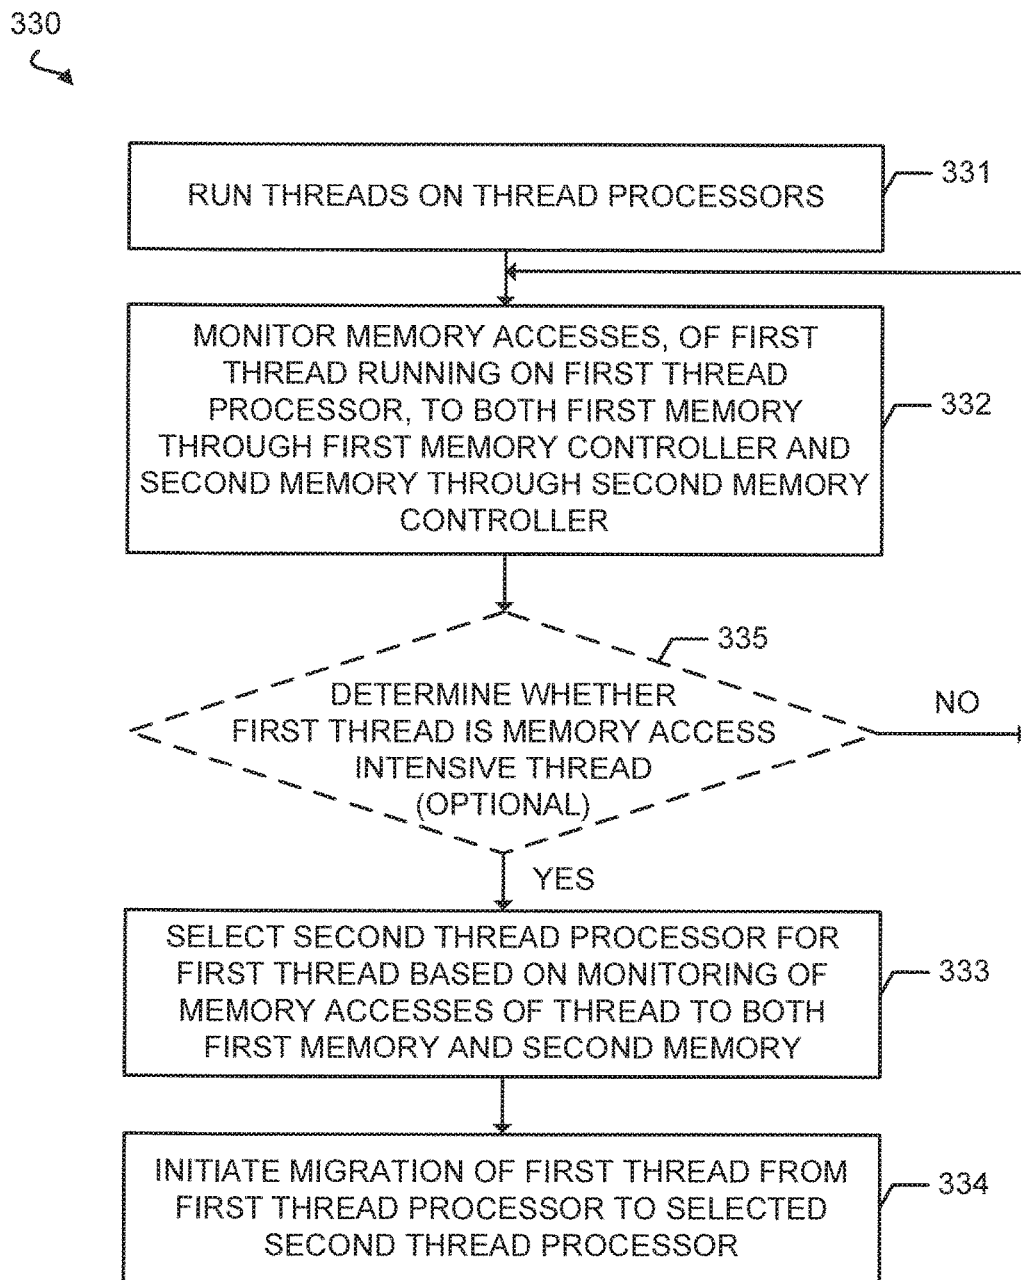 330
RUN THREADS ON THREAD PROCESSORS
331
MONITOR MEMORY ACCESSES, OF FIRST
THREAD RUNNING ON FIRST THREAD
PROCESSOR, TO BOTH FIRST MEMORY
THROUGH FIRST MEMORY CONTROLLER AND
SECOND MEMORY THROUGH SECOND MEMORY
CONTROLLER
332
335
DETERMINE WHETHER
FIRST THREAD IS MEMORY ACCESS
INTENSIVE THREAD
(OPTIONAL)
NO
YES
SELECT SECOND THREAD PROCESSOR FOR
FIRST THREAD BASED ON MONITORING OF
MEMORY ACCESSES OF THREAD TO BOTH
FIRST MEMORY AND SECOND MEMORY
333
INITIATE MIGRATION OF FIRST THREAD FROM
FIRST THREAD PROCESSOR TO SELECTED
SECOND THREAD PROCESSOR
334